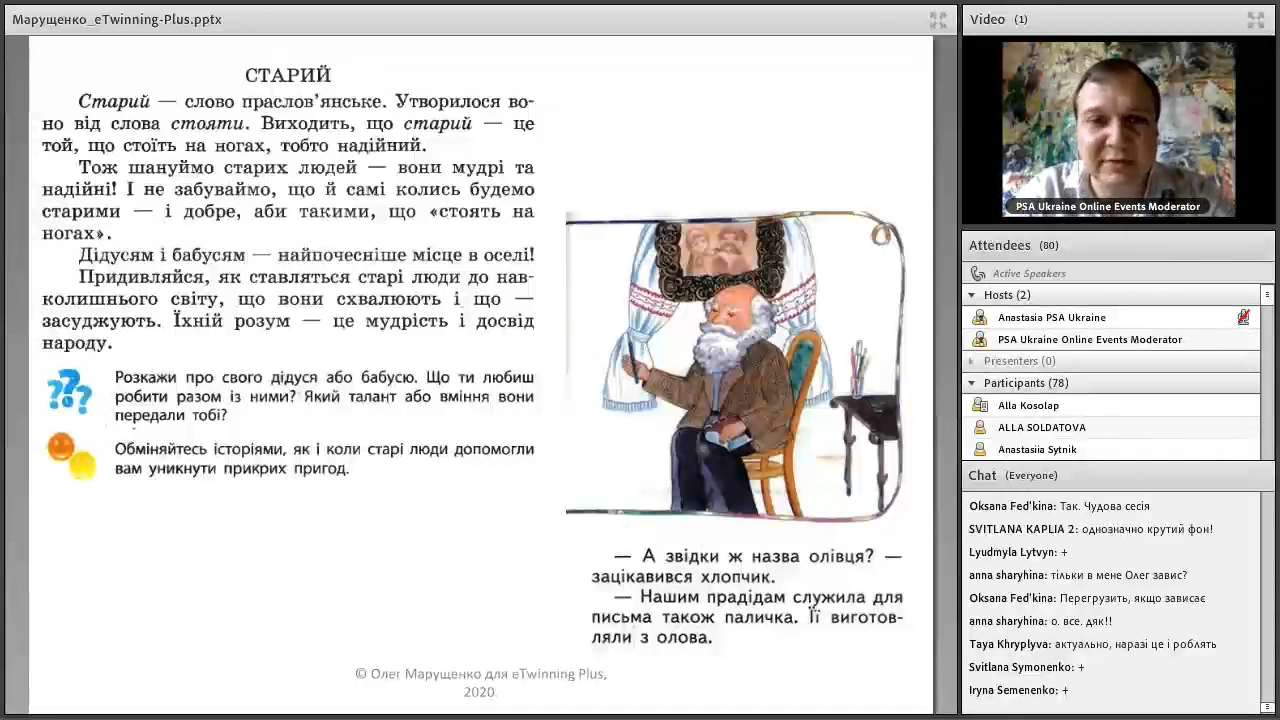 Марущенко_eTwinning-Plus.pptx
СТАРИЙ
Старий — слово праслов’янське. Утворилося во-
но від слова стояти. Виходить, що старий — це
той, що стоїть на ногах, тобто надійний.
Тож шануймо старих людей — вони мудрі та
надійні! І не забуваймо, що й самі колись будемо
старими — і добре, аби такими, що «стоять на
ногах».
Дідусям і бабусям — найпочесніше місце в оселі!
Придивляйся, як ставляться старі люди до нав-
колишнього світу, що вони схвалюють і що —
засуджують. Їхній розум — це мудрість і досвід
народу.
Розкажи про свого дідуся або бабусю. Що ти любиш
робити разом із ними? Який талант або вміння вони
передали тобі?
Обміняйтесь історіями, як і коли старі люди допомогли
вам уникнути прикрих пригод.
— А звідки ж назва олівця? —
зацікавився хлопчик.
— Нашим прадідам служила для
письма також паличка. Її виготов-
ляли з олова.
© Олег Марущенко для eTwinning Plus,
2020.
Video (1)
PSA Ukraine Online Events Moderator
Attendees (80)
Active Speakers
Hosts (2)
Anastasia PSA Ukraine
PSA Ukraine Online Events Moderator
Presenters (0)
Participants (78)
Alla Kosolap
ALLA SOLDATOVA
Anastasiia Sytnik
Chat (Everyone)
Oksana Fed'kina: Так. Чудова сесія
SVITLANA KAPLIA 2: однозначно крутий фон!
Lyudmyla Lytvyn: +
anna sharyhina: тільки в мене Олег завис?
Oksana Fed'kina: Перегрузить, якщо зависає
anna sharyhina: о. все. дяк!!
Taya Khryplyva: актуально, наразі це і роблять
Svitlana Symonenko: +
Iryna Semenenko: +